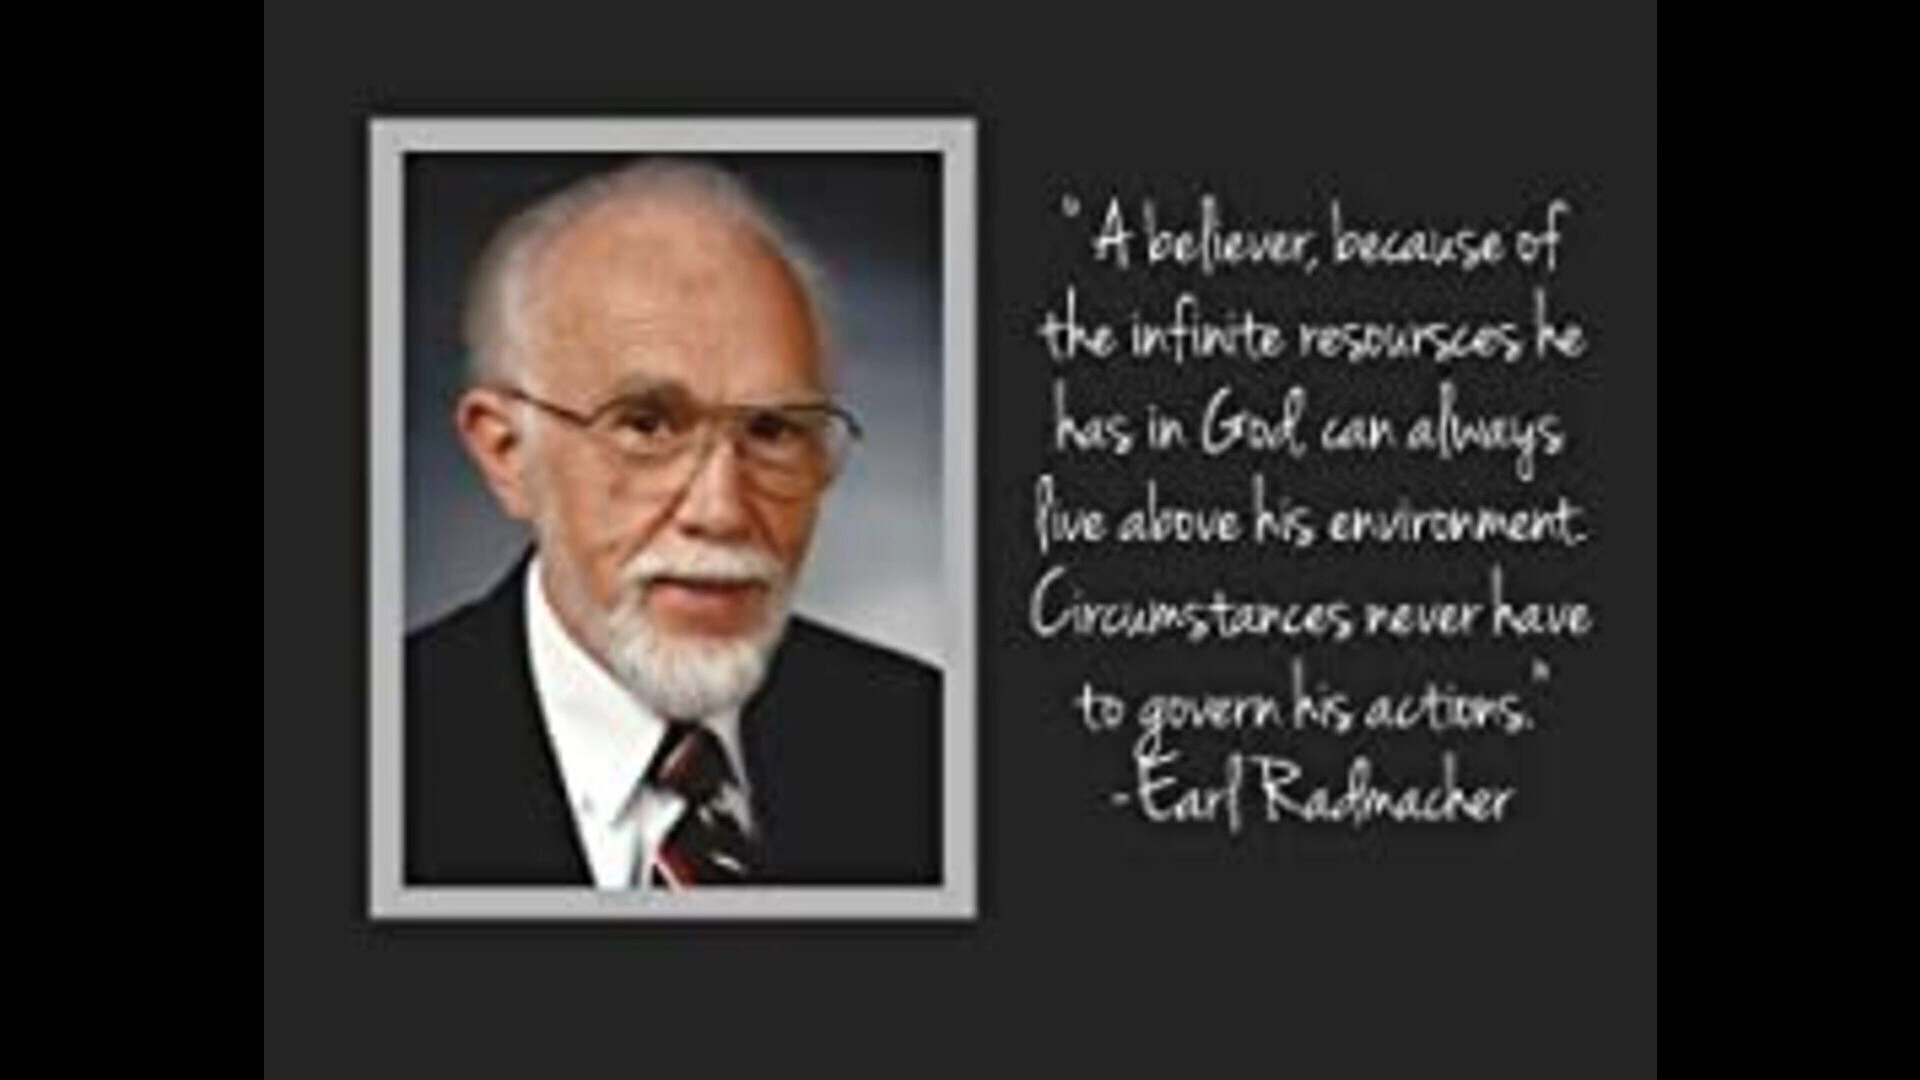 "A believer, because of
the infinite resoursces he
has in God, can always
live above his environment.
Circumstances never have
to govern his actions."
-Earl Radmacher